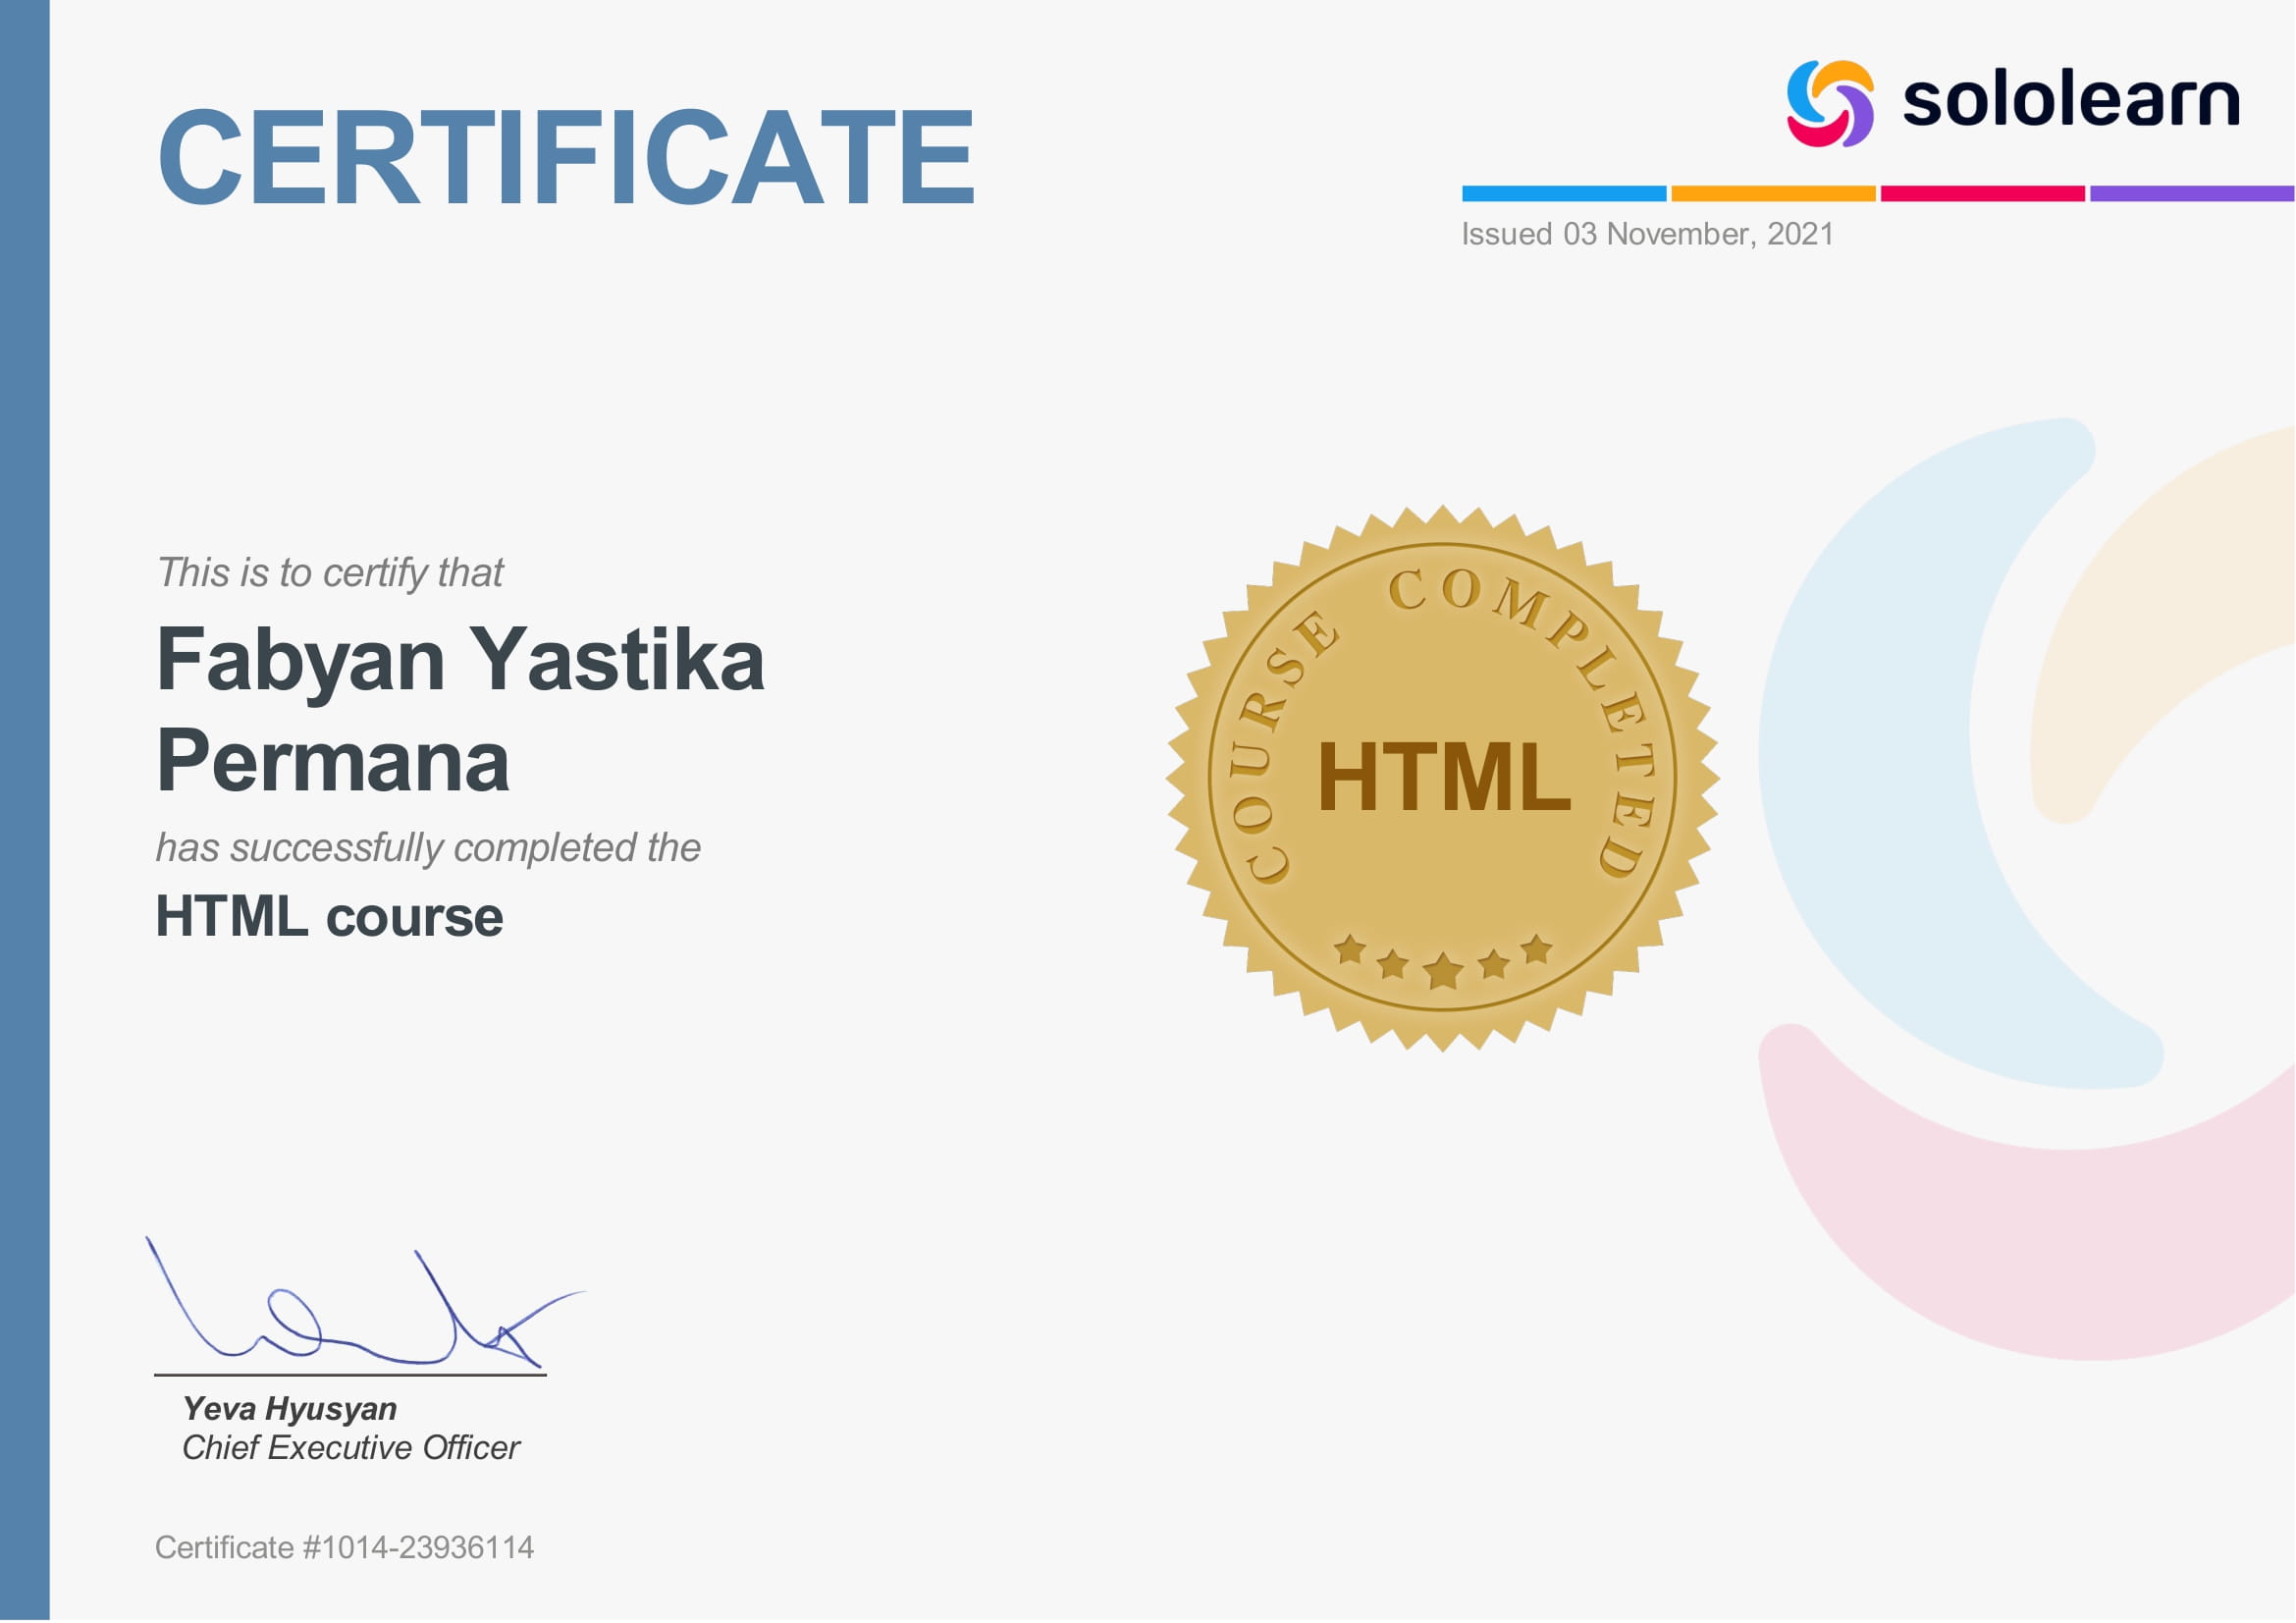 CERTIFICATE
sololearn
Issued 03 November, 2021
This is to certify that
Fabyan Yastika
Permana
has successfully completed the
HTML course
COURSE COMPLETED
HTML
Yeva Hyusyan
Chief Executive Officer
Certificate #1014-23936114